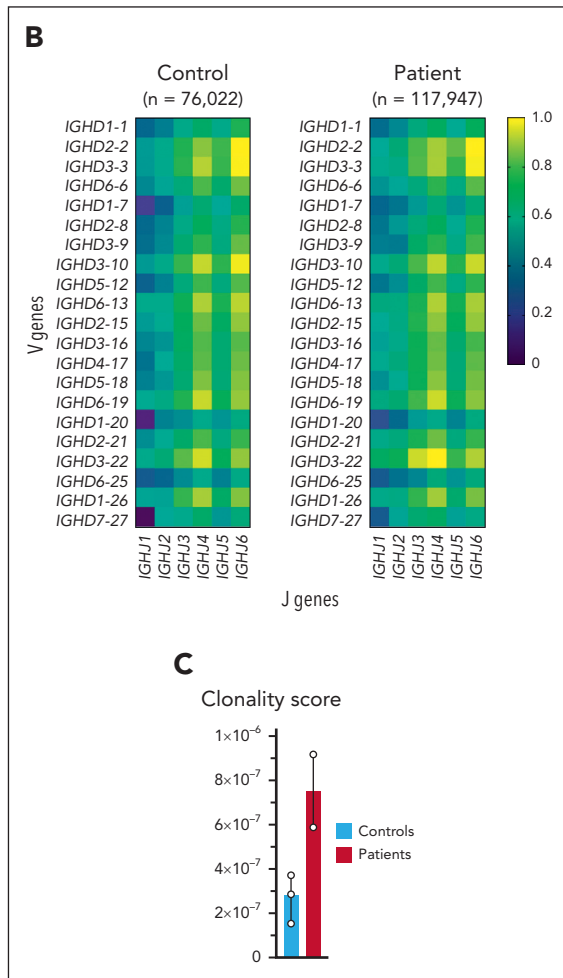 B
Control
(n = 76,022)
Patient
(n = 117,947)
V genes
IGHD1-1
IGHD2-2
IGHD3-3
IGHD6-6
IGHD1-7
IGHD2-8
IGHD3-9
IGHD3-10
IGHD5-12
IGHD6-13
IGHD2-15
IGHD3-16
IGHD4-17
IGHD5-18
IGHD6-19
IGHD1-20
IGHD2-21
IGHD3-22
IGHD6-25
IGHD1-26
IGHD7-27
IGHJ1
IGHJ2
IGHJ3
IGHJ4
IGHJ5
IGHJ6
IGHD1-1
IGHD2-2
IGHD3-3
IGHD6-6
IGHD1-7
IGHD2-8
IGHD3-9
IGHD3-10
IGHD5-12
IGHD6-13
IGHD2-15
IGHD3-16
IGHD4-17
IGHD5-18
IGHD6-19
IGHD1-20
IGHD2-21
IGHD3-22
IGHD6-25
IGHD1-26
IGHD7-27
IGHJ1
IGHJ2
IGHJ3
IGHJ4
IGHJ5
IGHJ6
1.0
0.8
0.6
0.4
0.2
0
J genes
C
Clonality score
1×10⁻⁶
8×10⁻⁷
6×10⁻⁷
4×10⁻⁷
2×10⁻⁷
0
Controls
Patients